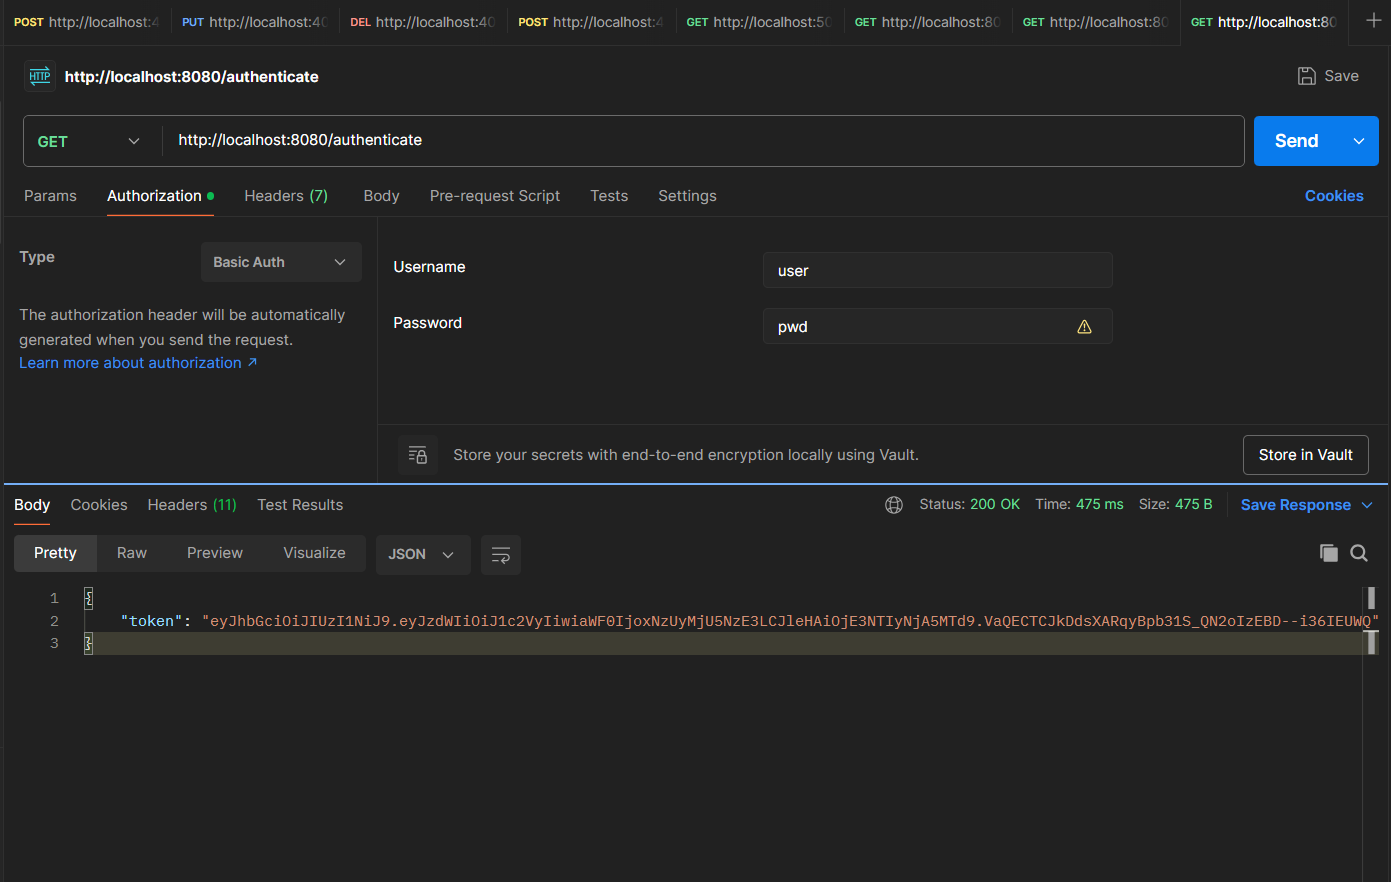 POST http://localhost:4 PUT http://localhost:40 DEL http://localhost:40 POST http://localhost:4 GET http://localhost:50 GET http://localhost:80 GET http://localhost:80 GET http://localhost:80
HTTP http://localhost:8080/authenticate Save
GET http://localhost:8080/authenticate Send
Params Authorization Headers (7) Body Pre-request Script Tests Settings Cookies
Type Basic Auth
The authorization header will be automatically
generated when you send the request.
Learn more about authorization ↗
Username user
Password pwd
Store your secrets with end-to-end encryption locally using Vault. Store in Vault
Body Cookies Headers (11) Test Results Status: 200 OK Time: 475 ms Size: 475 B Save Response
Pretty Raw Preview Visualize JSON
1 {
2 "token": "eyJhbGciOiJIUzI1NiJ9.eyJzdWIiOiJ1c2VyIiwiaWF0IjoxNzUyMjU5NzE3LCJleHAiOjE3NTIyNjA5MTd9.VaQECTCJkDdsXARqyBpb31S_QN2oIzEBD--i36IEUWQ"
3 }